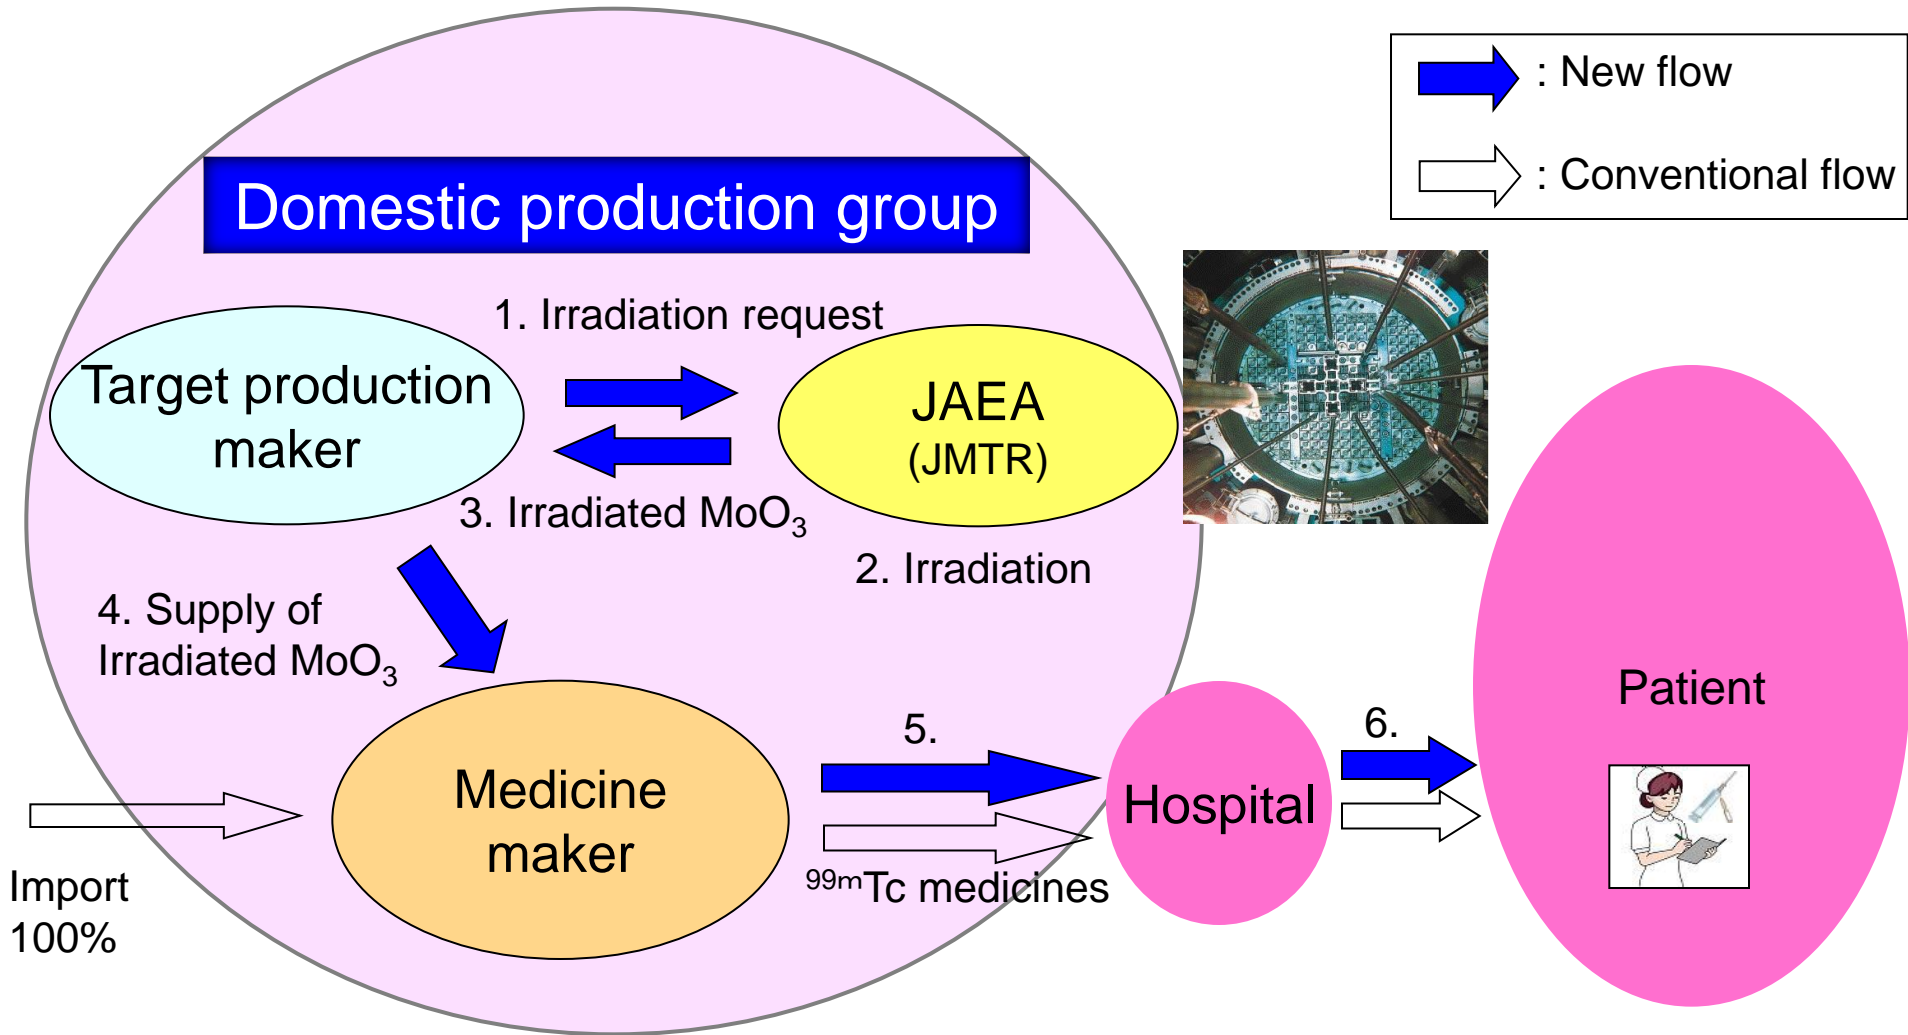 : New flow
: Conventional flow
Domestic production group
1. Irradiation request
Target production
maker
JAEA
(JMTR)
3. Irradiated MoO₃
2. Irradiation
4. Supply of
Irradiated MoO₃
Patient
5.
6.
Medicine
maker
Hospital
⁹⁹ᵐTc medicines
Import
100%